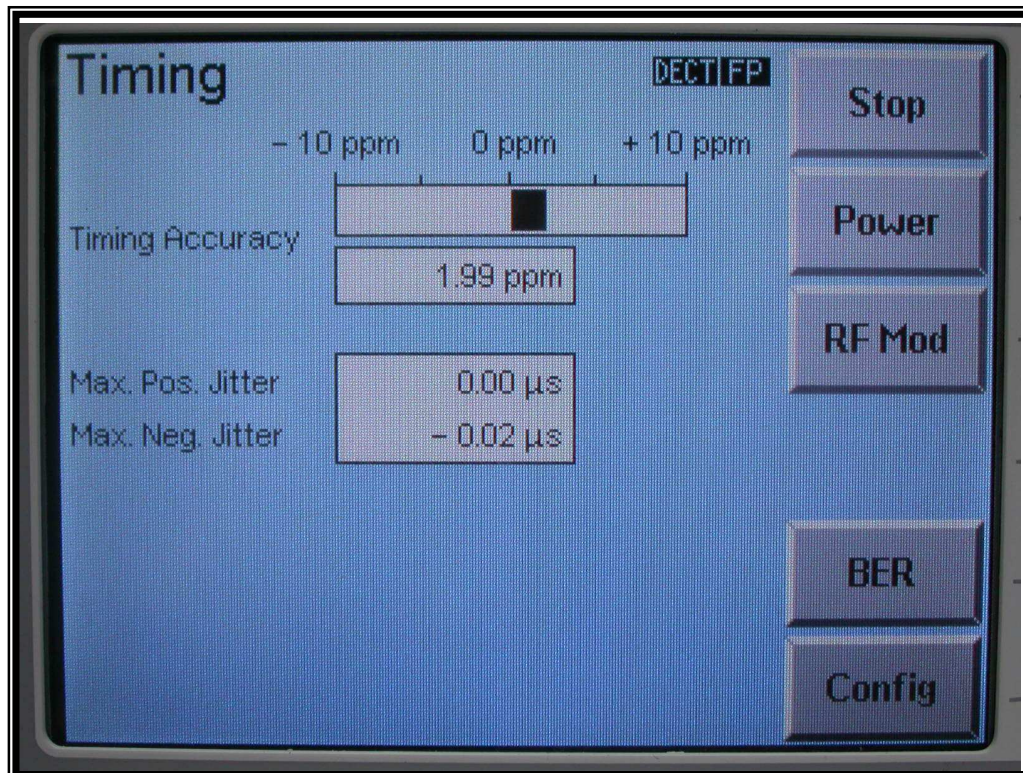 Timing
DECT FP
− 10 ppm 0 ppm + 10 ppm
Timing Accuracy
1.99 ppm
Max. Pos. Jitter 0.00 µs
Max. Neg. Jitter − 0.02 µs
Stop
Power
RF Mod
BER
Config